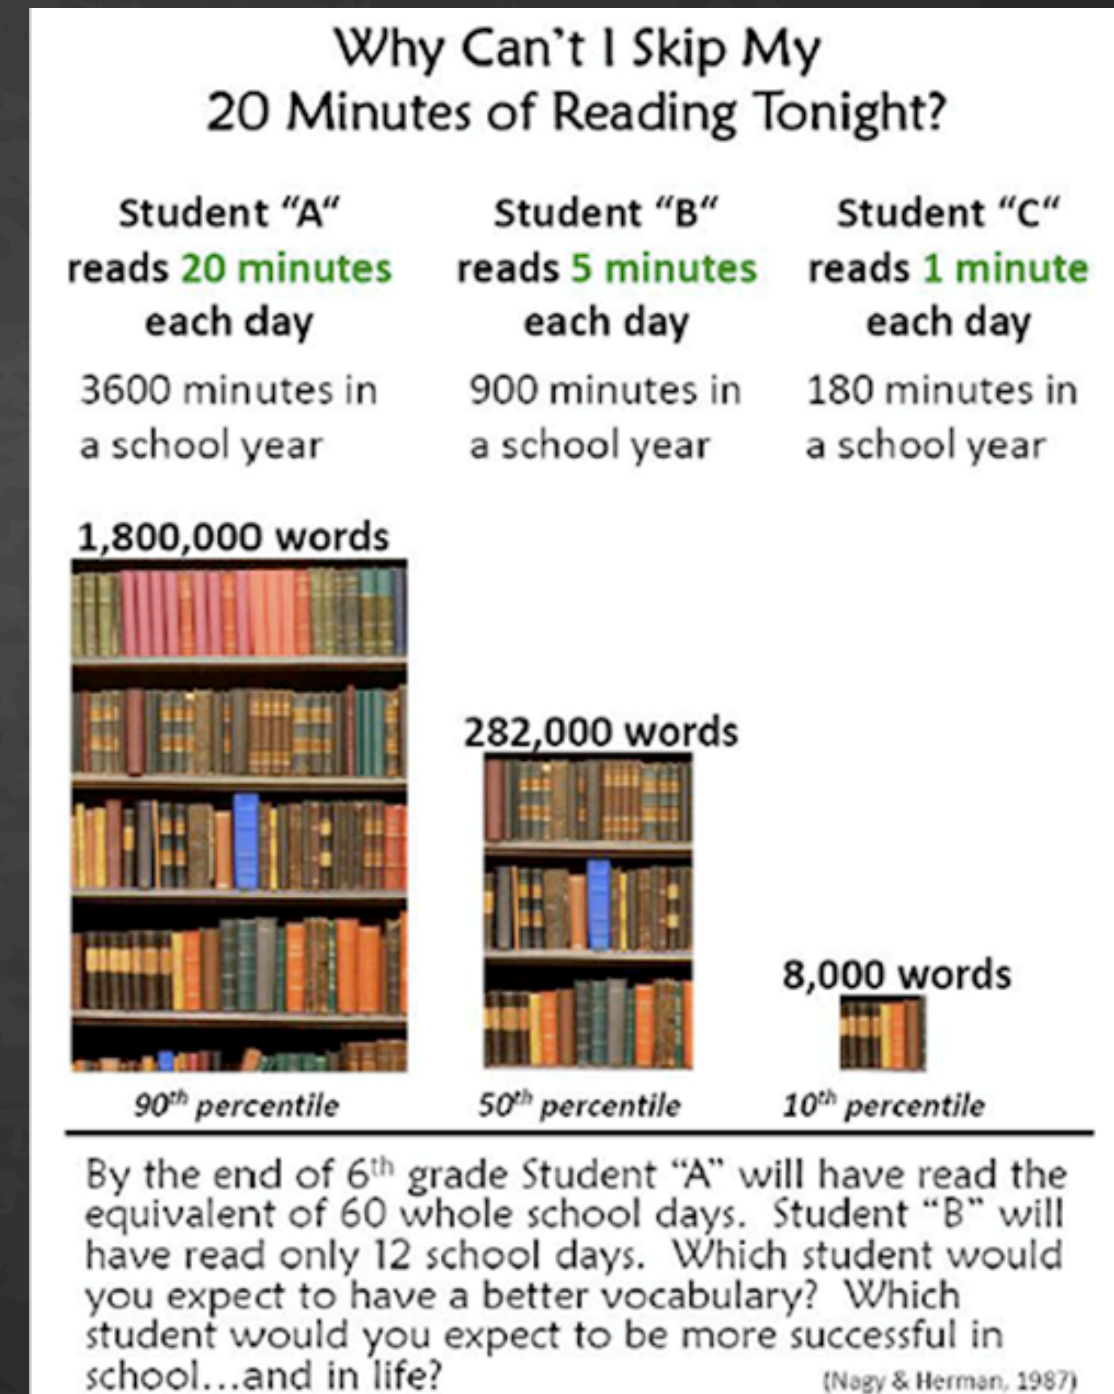 Why Can't I Skip My
20 Minutes of Reading Tonight?
Student “A“
reads 20 minutes
each day
3600 minutes in
a school year
1,800,000 words
90th percentile
Student “B“
reads 5 minutes
each day
900 minutes in
a school year
282,000 words
50th percentile
Student “C“
reads 1 minute
each day
180 minutes in
a school year
8,000 words
10th percentile
By the end of 6th grade Student “A” will have read the
equivalent of 60 whole school days. Student “B” will
have read only 12 school days. Which student would
you expect to have a better vocabulary? Which
student would you expect to be more successful in
school...and in life?
(Nagy & Herman, 1987)